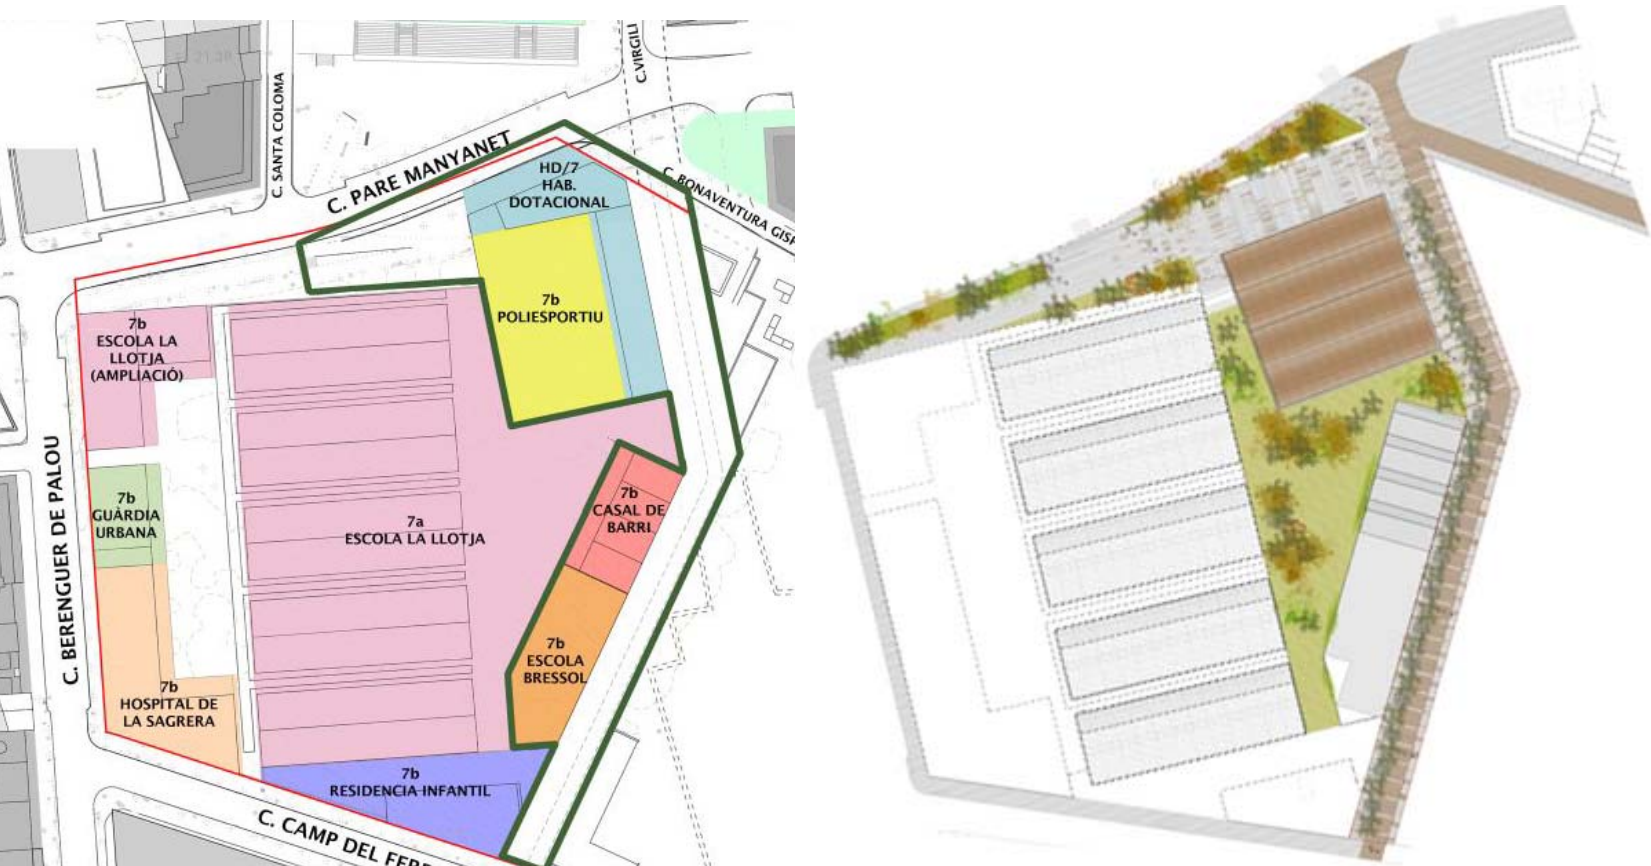 C. SANTA COLOMA
C.VIRGILI
C. PARE MANYANET
C. BONAVENTURA GISP
HD/7
HAB.
DOTACIONAL
7b
POLIESPORTIU
7b
ESCOLA LA
LLOTJA
(AMPLIACIÓ)
C. BERENGUER DE PALOU
7b
GUÀRDIA
URBANA
7a
ESCOLA LA LLOTJA
7b
CASAL DE
BARRI
7b
ESCOLA
BRESSOL
7b
HOSPITAL DE
LA SAGRERA
7b
RESIDENCIA INFANTIL
C. CAMP DEL FERR